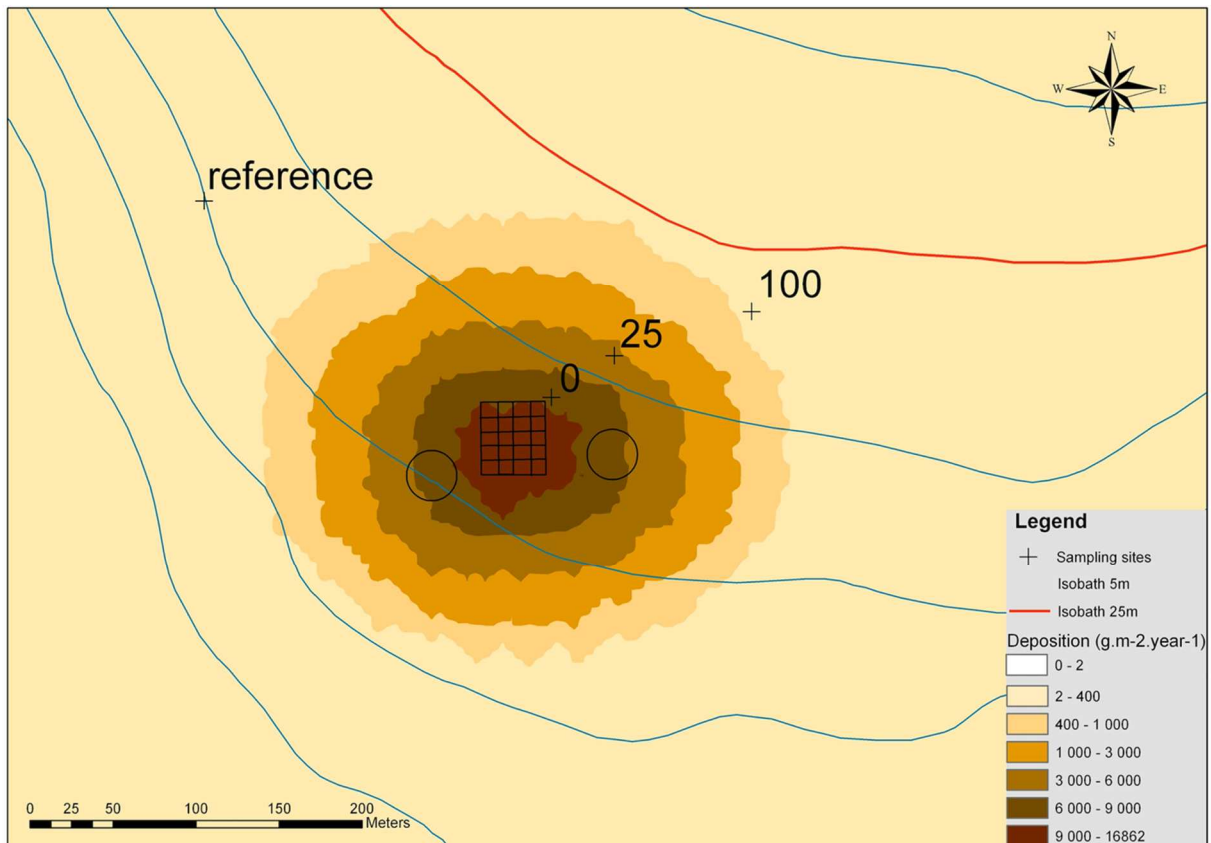 N
W E
S
reference
100
25
0
Legend
Sampling sites
Isobath 5m
Isobath 25m
Deposition (g.m-2.year-1)
0 - 2
2 - 400
400 - 1 000
1 000 - 3 000
3 000 - 6 000
6 000 - 9 000
9 000 - 16862
0 25 50 100 150 200
Meters